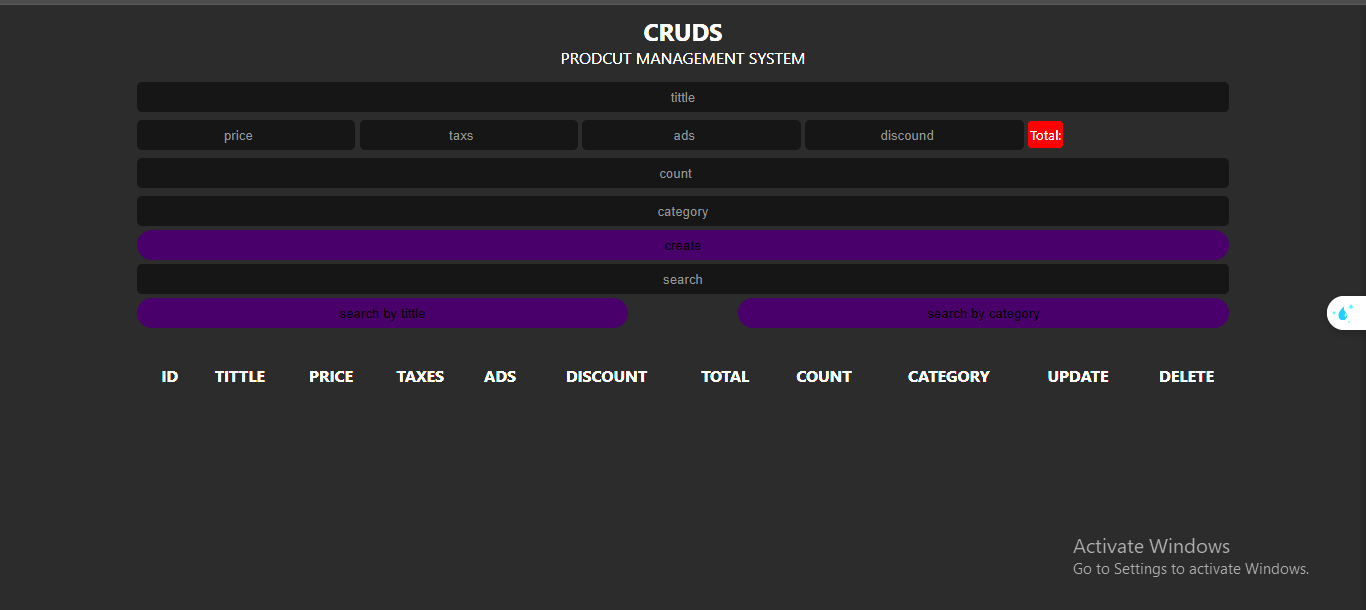 CRUDS
PRODCUT MANAGEMENT SYSTEM
tittle
price taxs ads discound Total:
count
category
create
search
search by tittle search by category
ID TITTLE PRICE TAXES ADS DISCOUNT TOTAL COUNT CATEGORY UPDATE DELETE
Activate Windows
Go to Settings to activate Windows.